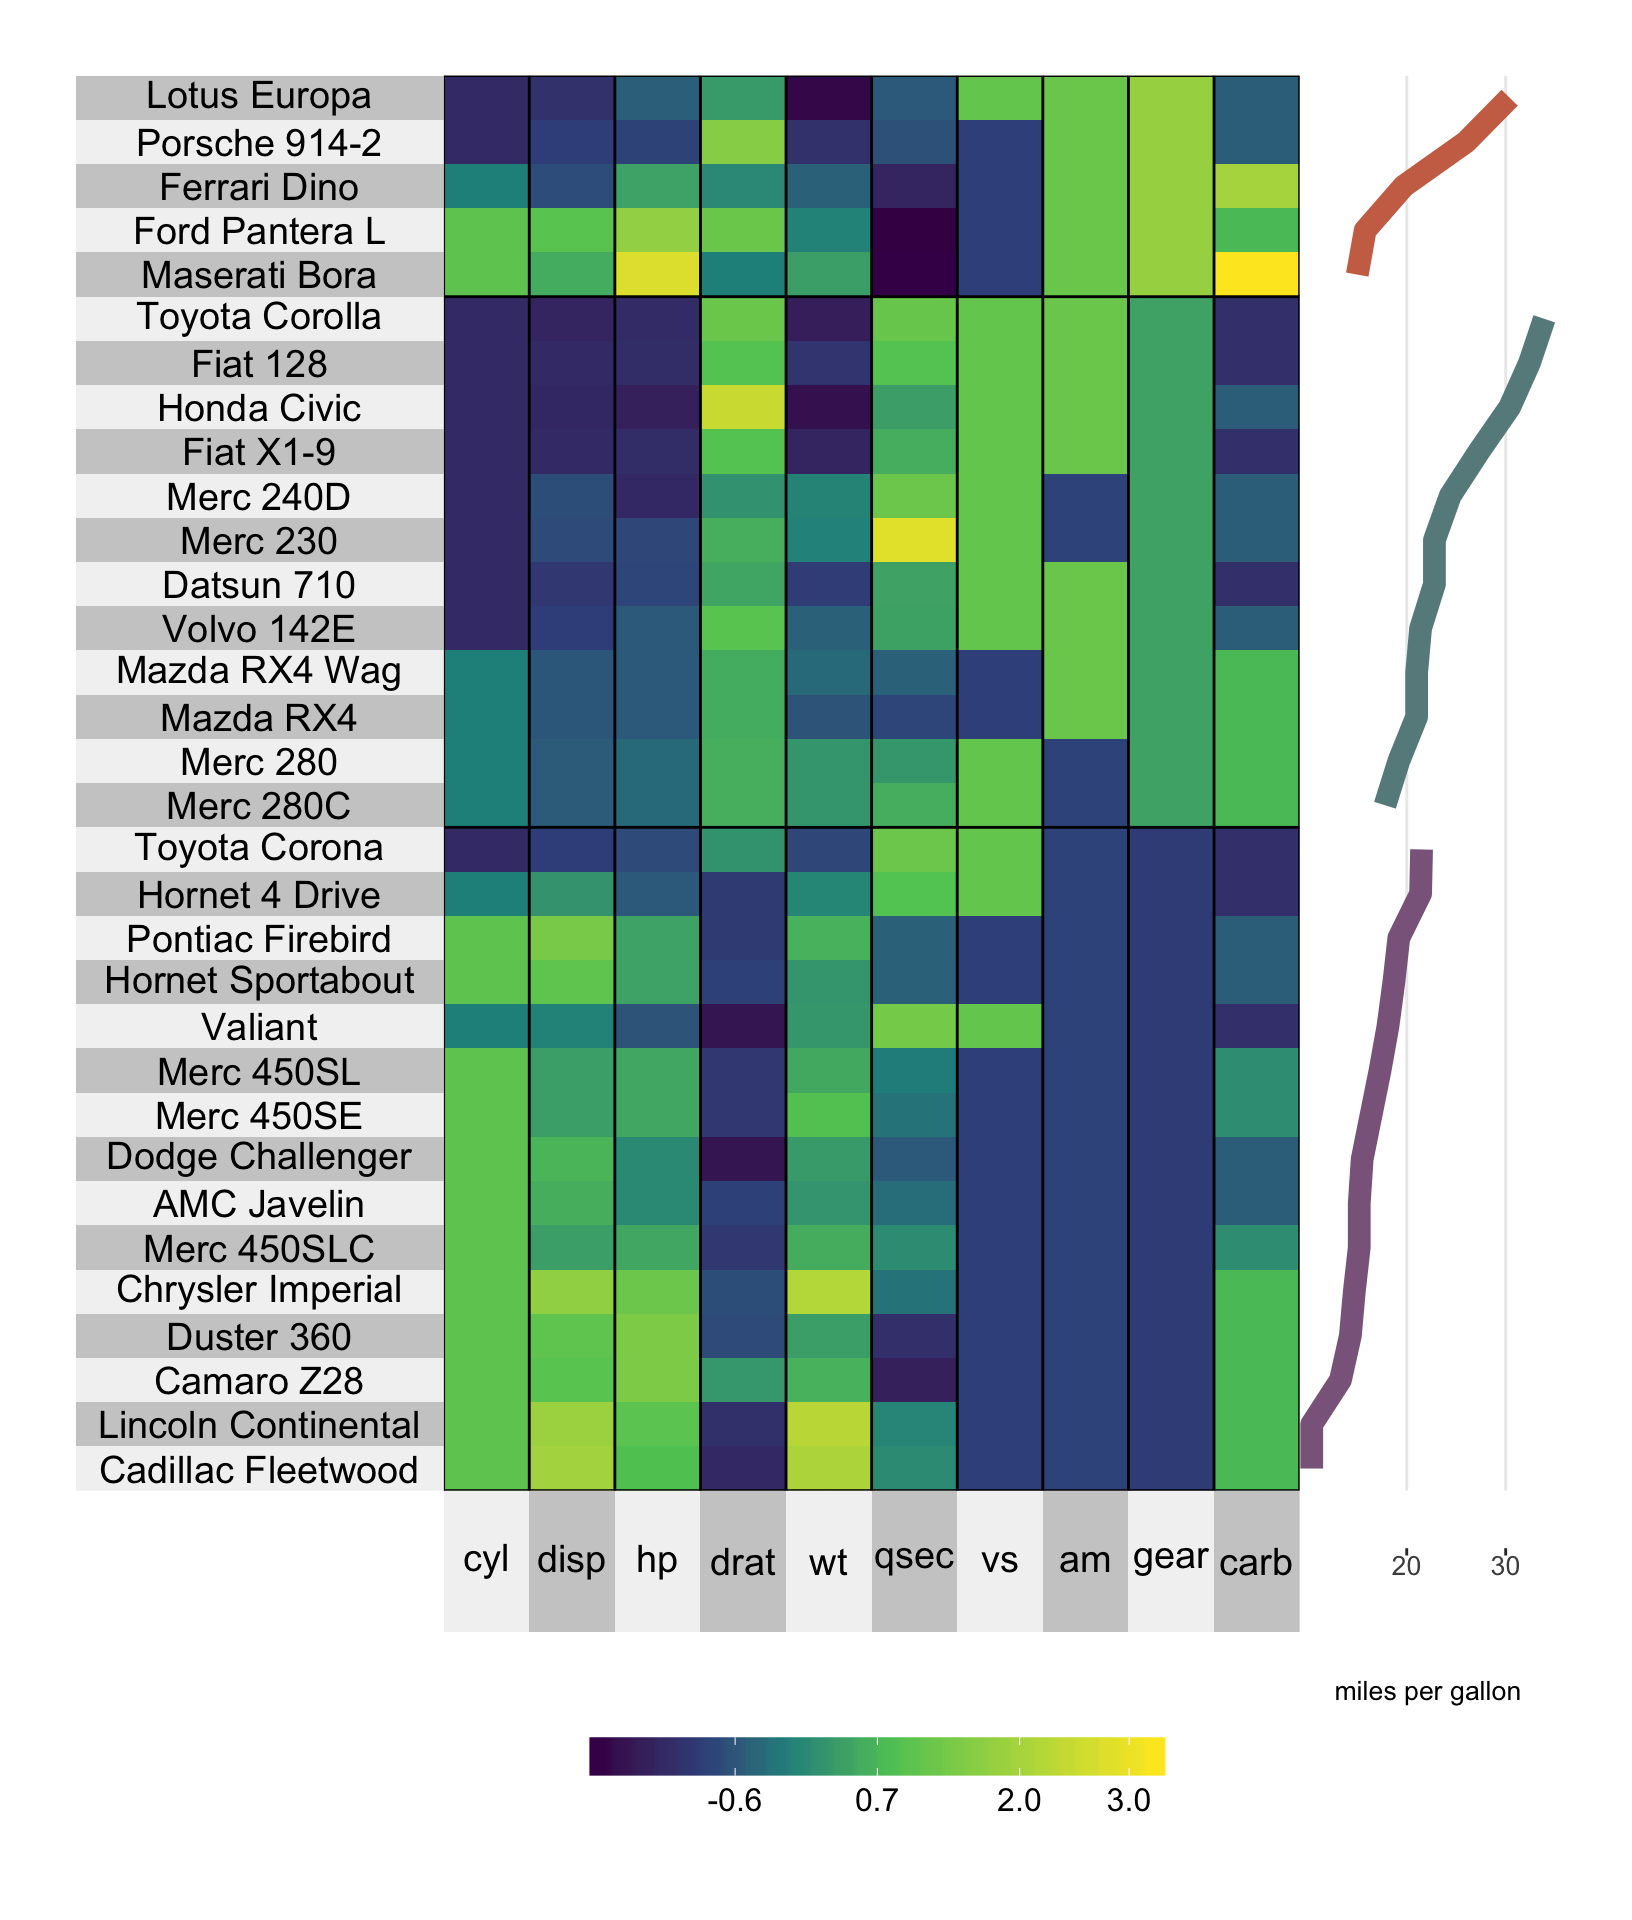 Lotus Europa
Porsche 914-2
Ferrari Dino
Ford Pantera L
Maserati Bora
Toyota Corolla
Fiat 128
Honda Civic
Fiat X1-9
Merc 240D
Merc 230
Datsun 710
Volvo 142E
Mazda RX4 Wag
Mazda RX4
Merc 280
Merc 280C
Toyota Corona
Hornet 4 Drive
Pontiac Firebird
Hornet Sportabout
Valiant
Merc 450SL
Merc 450SE
Dodge Challenger
AMC Javelin
Merc 450SLC
Chrysler Imperial
Duster 360
Camaro Z28
Lincoln Continental
Cadillac Fleetwood
cyl disp hp drat wt qsec vs am gear carb 20 30
miles per gallon
-0.6 0.7 2.0 3.0